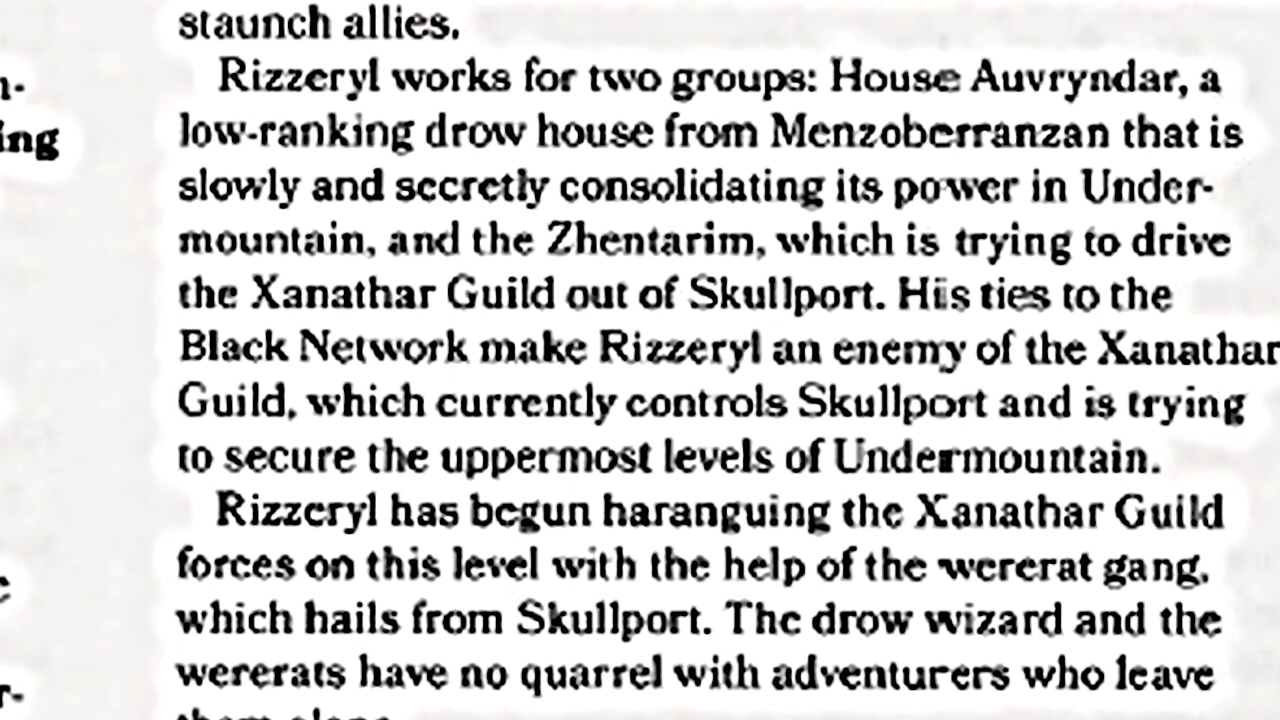 staunch allies.
Rizzeryl works for two groups: House Auvryndar, a
low-ranking drow house from Menzoberranzan that is
ing
slowly and secretly consolidating its power in Under-
mountain, and the Zhentarim, which is trying to drive
the Xanathar Guild out of Skullport. His ties to the
Black Network make Rizzeryl an enemy of the Xanathar
Guild, which currently controls Skullport and is trying
to secure the uppermost levels of Undermountain.
Rizzeryl has begun haranguing the Xanathar Guild
forces on this level with the help of the wererat gang,
which hails from Skullport. The drow wizard and the
wererats have no quarrel with adventurers who leave
them alone.